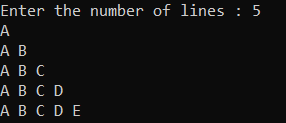 Enter the number of lines : 5
A
A B
A B C
A B C D
A B C D E